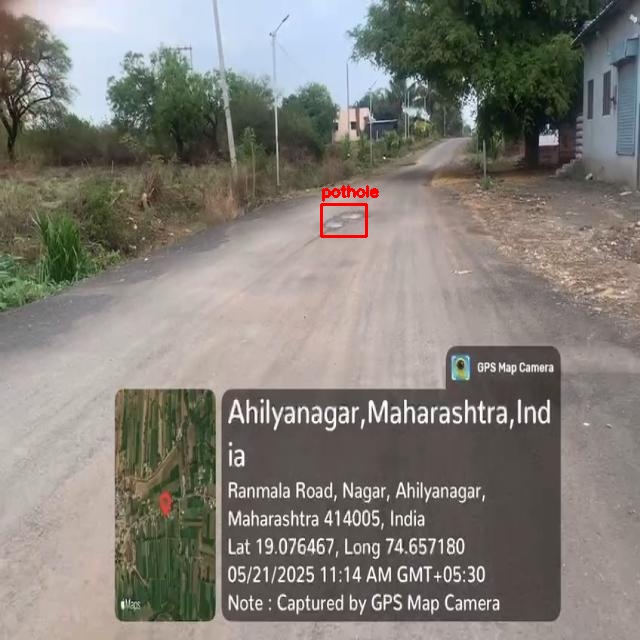 pothole
GPS Map Camera
Ahilyanagar,Maharashtra,Ind
ia
Ranmala Road, Nagar, Ahilyanagar,
Maharashtra 414005, India
Lat 19.076467, Long 74.657180
05/21/2025 11:14 AM GMT+05:30
Note : Captured by GPS Map Camera
Maps